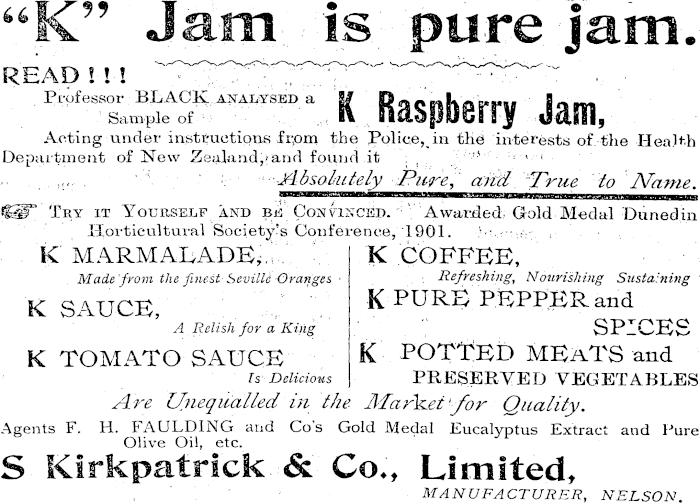 “K” Jam is pure jam.
READ!!!
Professor BLACK ANALYSED a
Sample of
K Raspberry Jam,
Acting under instructions from the Police, in the interests of the Health
Department of New Zealand, and found it
Absolutely Pure, and True to Name.
TRY IT YOURSELF AND BE CONVINCED. Awarded Gold Medal Dunedin
Horticultural Society's Conference, 1901.
K MARMALADE,
Made from the finest Seville Oranges
K SAUCE,
A Relish for a King
K TOMATO SAUCE
Is Delicious
K COFFEE,
Refreshing, Nourishing Sustaining
K PURE PEPPER and
SPICES
K POTTED MEATS and
PRESERVED VEGETABLES
Are Unequalled in the Market for Quality.
Agents F. H. FAULDING and Co's Gold Medal Eucalyptus Extract and Pure
Olive Oil, etc.
S Kirkpatrick & Co., Limited,
MANUFACTURER, NELSON.